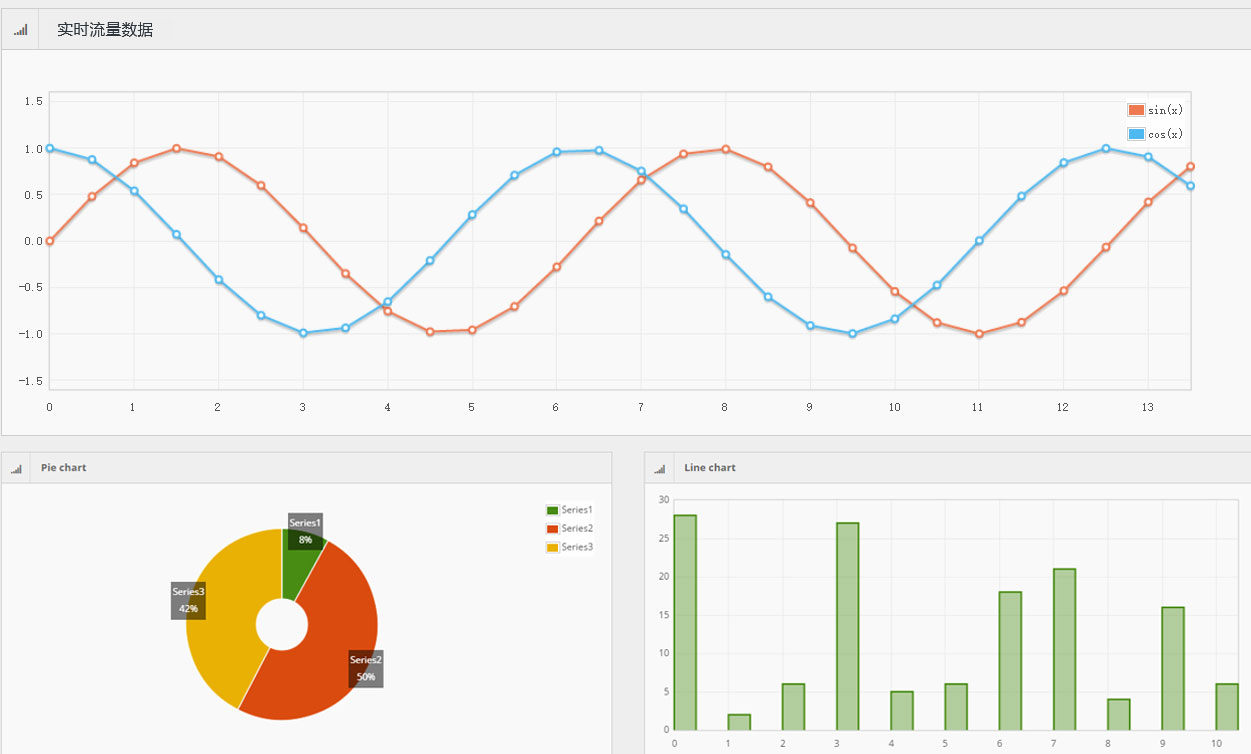 实时流量数据
1.5
1.0
0.5
0.0
-0.5
-1.0
-1.5
sin(x)
cos(x)
0 1 2 3 4 5 6 7 8 9 10 11 12 13
Pie chart
Series1
8%
Series3
42%
Series2
50%
Series1
Series2
Series3
Line chart
30
25
20
15
10
5
0
0 1 2 3 4 5 6 7 8 9 10